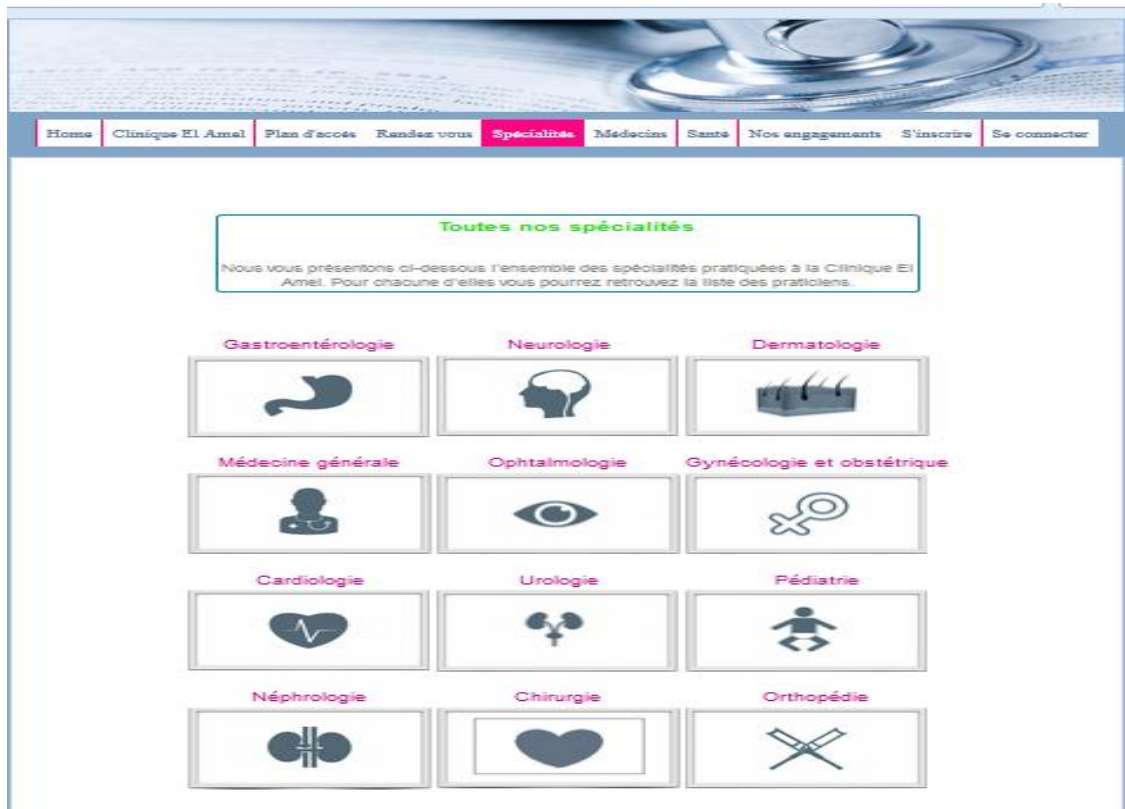 Home Clinique El Amel Plan d'accés Rendez vous Spécialités Médecins Santé Nos engagements S'inscrire Se connecter
Toutes nos spécialités
Nous vous présentons ci-dessous l'ensemble des spécialités pratiquées à la Clinique El
Amel. Pour chacune d'elles vous pourrez retrouvez la liste des praticiens.
Gastroentérologie Neurologie Dermatologie
Médecine générale Ophtalmologie Gynécologie et obstétrique
Cardiologie Urologie Pédiatrie
Néphrologie Chirurgie Orthopédie